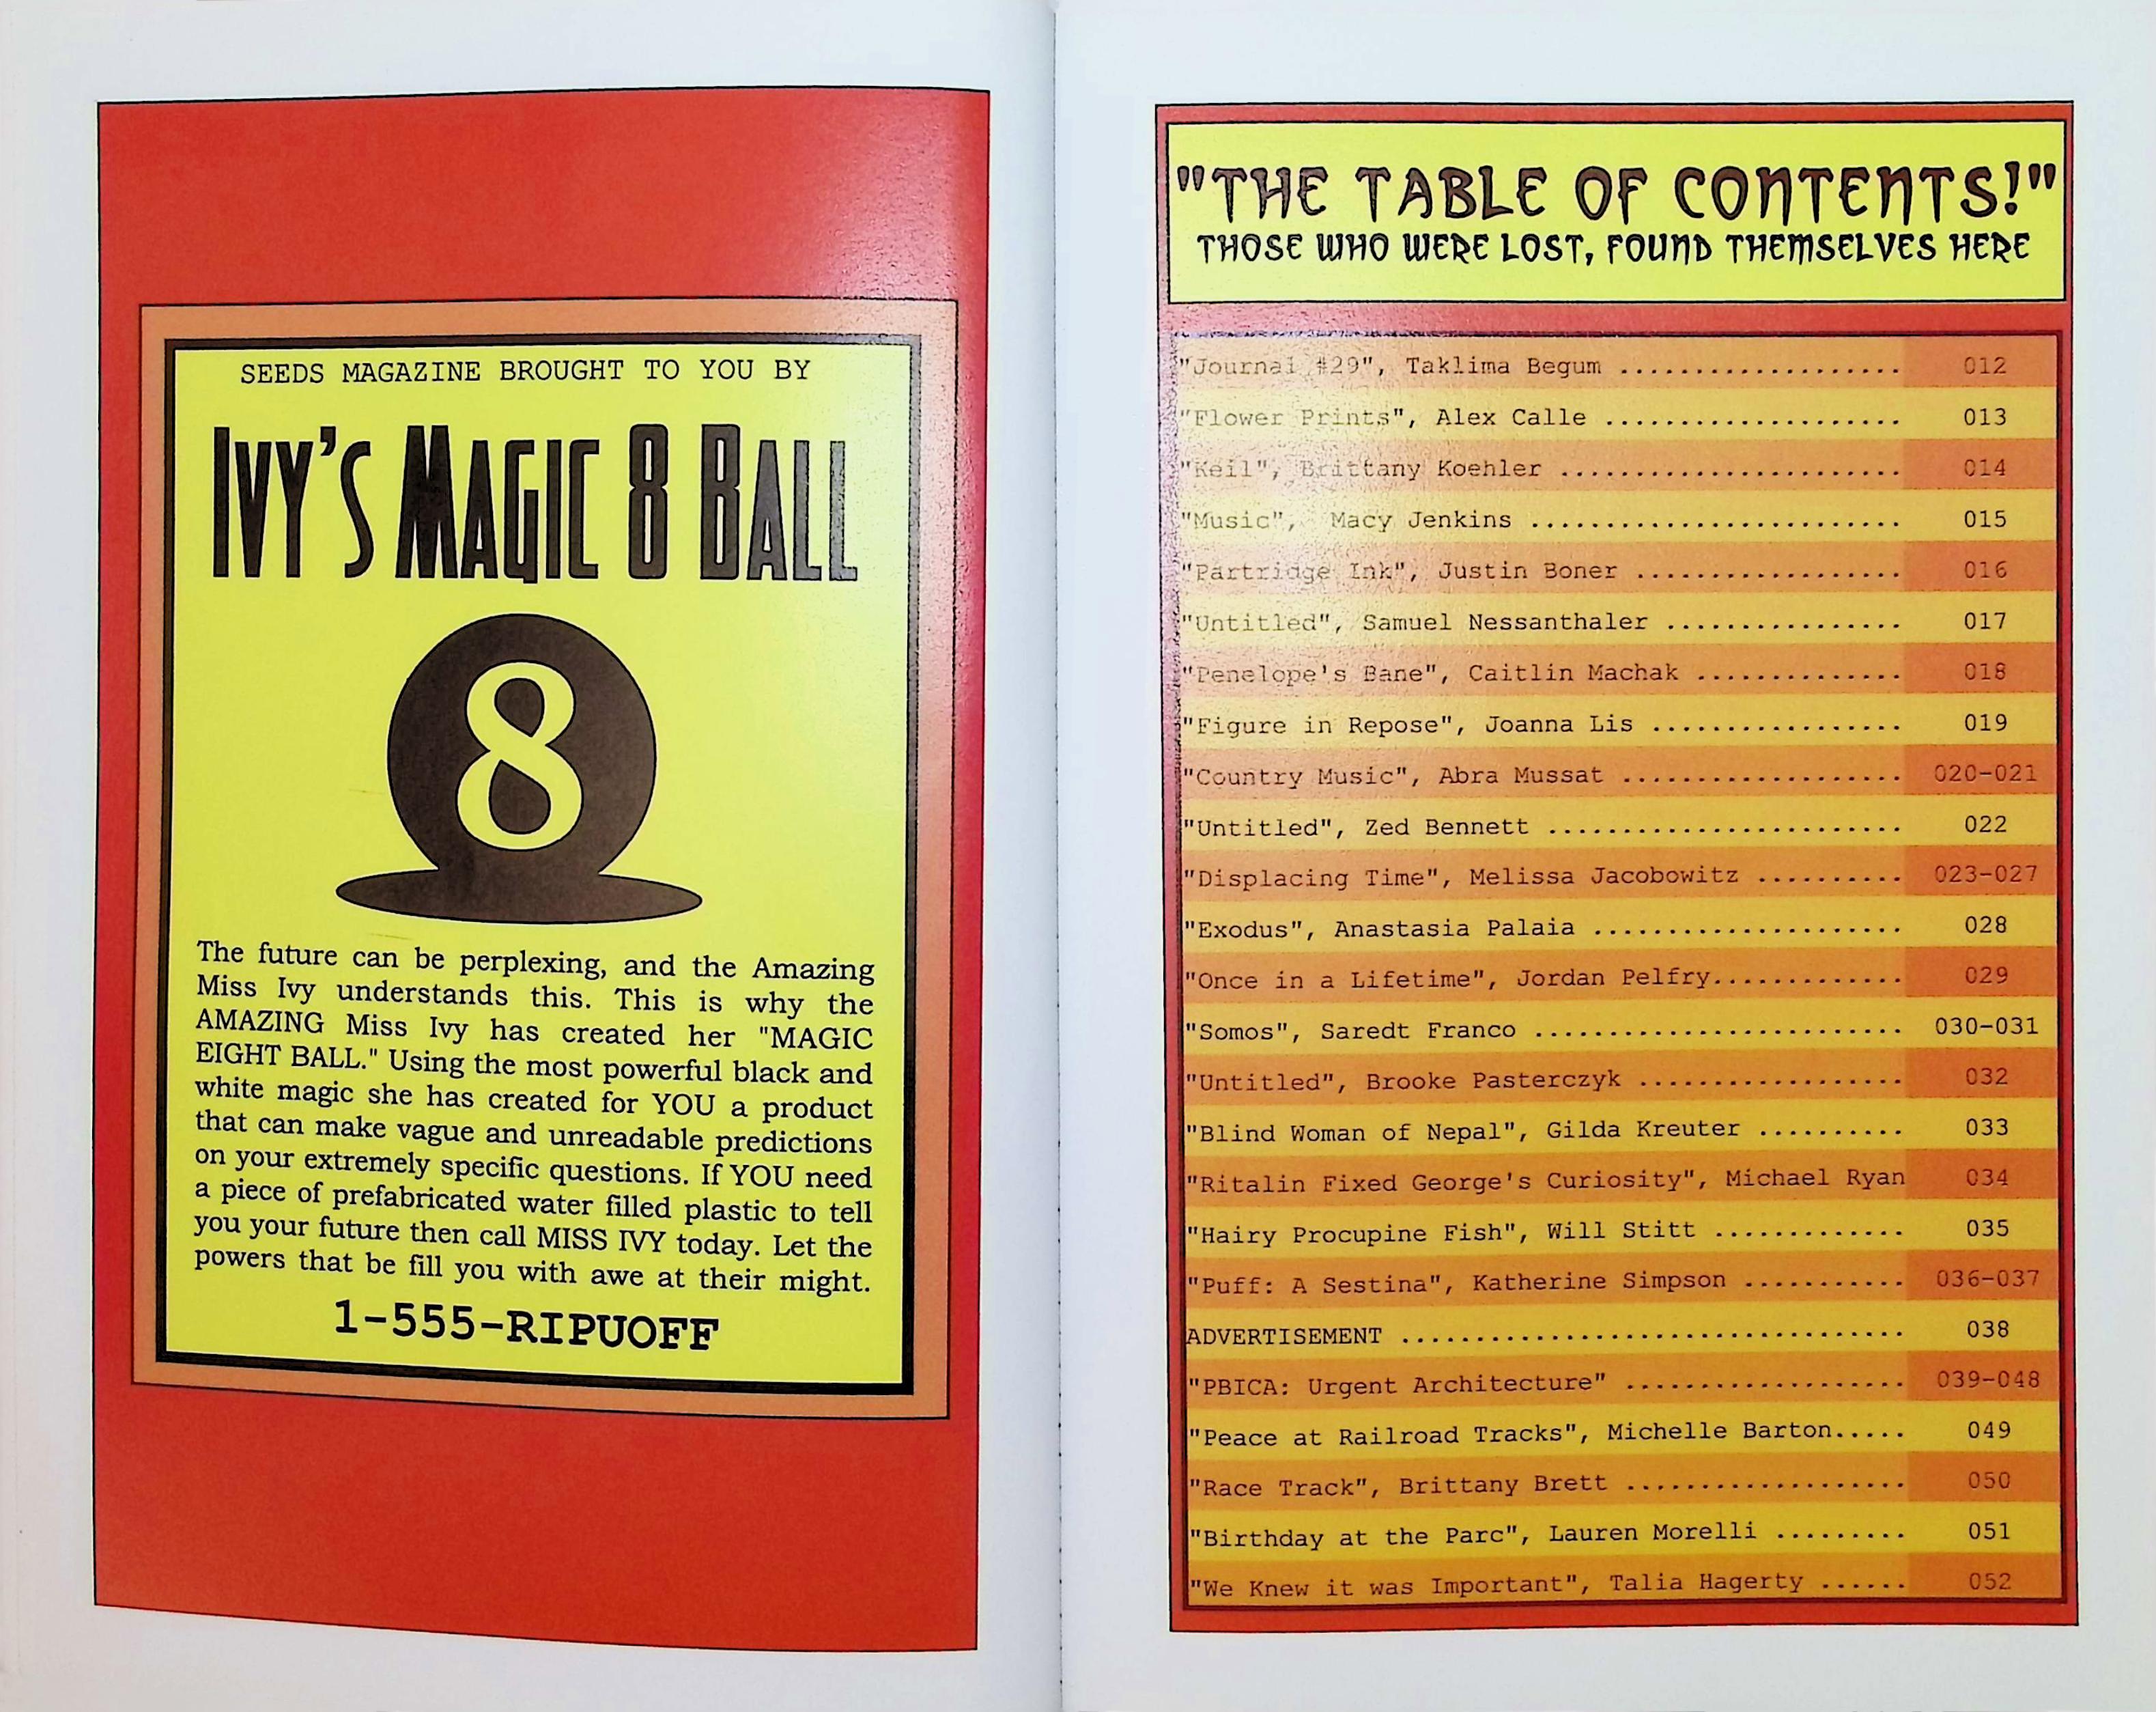 SEEDS MAGAZINE BROUGHT TO YOU BY
IVY'S MAGIC 8 BALL
8
The future can be perplexing, and the Amazing
Miss Ivy understands this. This is why the
AMAZING Miss Ivy has created her "MAGIC
EIGHT BALL." Using the most powerful black and
white magic she has created for YOU a product
that can make vague and unreadable predictions
on your extremely specific questions. If YOU need
a piece of prefabricated water filled plastic to tell
you your future then call MISS IVY today. Let the
powers that be fill you with awe at their might.
1-555-RIPUOFF
"THE TABLE OF CONTENTS!"
THOSE WHO WERE LOST, FOUND THEMSELVES HERE
"Journal #29", Taklima Begum ................... 012
"Flower Prints", Alex Calle .................... 013
"Keil", Brittany Koehler ....................... 014
"Music", Macy Jenkins ......................... 015
"Partridge Ink", Justin Boner .................. 016
"Untitled", Samuel Nessanthaler ................ 017
"Penelope's Bane", Caitlin Machak .............. 018
"Figure in Repose", Joanna Lis ................. 019
"Country Music", Abra Mussat ................... 020-021
"Untitled", Zed Bennett ........................ 022
"Displacing Time", Melissa Jacobowitz .......... 023-027
"Exodus", Anastasia Palaia ..................... 028
"Once in a Lifetime", Jordan Pelfry............. 029
"Somos", Saredt Franco ......................... 030-031
"Untitled", Brooke Pasterczyk .................. 032
"Blind Woman of Nepal", Gilda Kreuter .......... 033
"Ritalin Fixed George's Curiosity", Michael Ryan 034
"Hairy Procupine Fish", Will Stitt ............. 035
"Puff: A Sestina", Katherine Simpson ........... 036-037
ADVERTISEMENT .................................. 038
"PBICA: Urgent Architecture" ................... 039-048
"Peace at Railroad Tracks", Michelle Barton..... 049
"Race Track", Brittany Brett ................... 050
"Birthday at the Parc", Lauren Morelli ......... 051
"We Knew it was Important", Talia Hagerty ...... 052